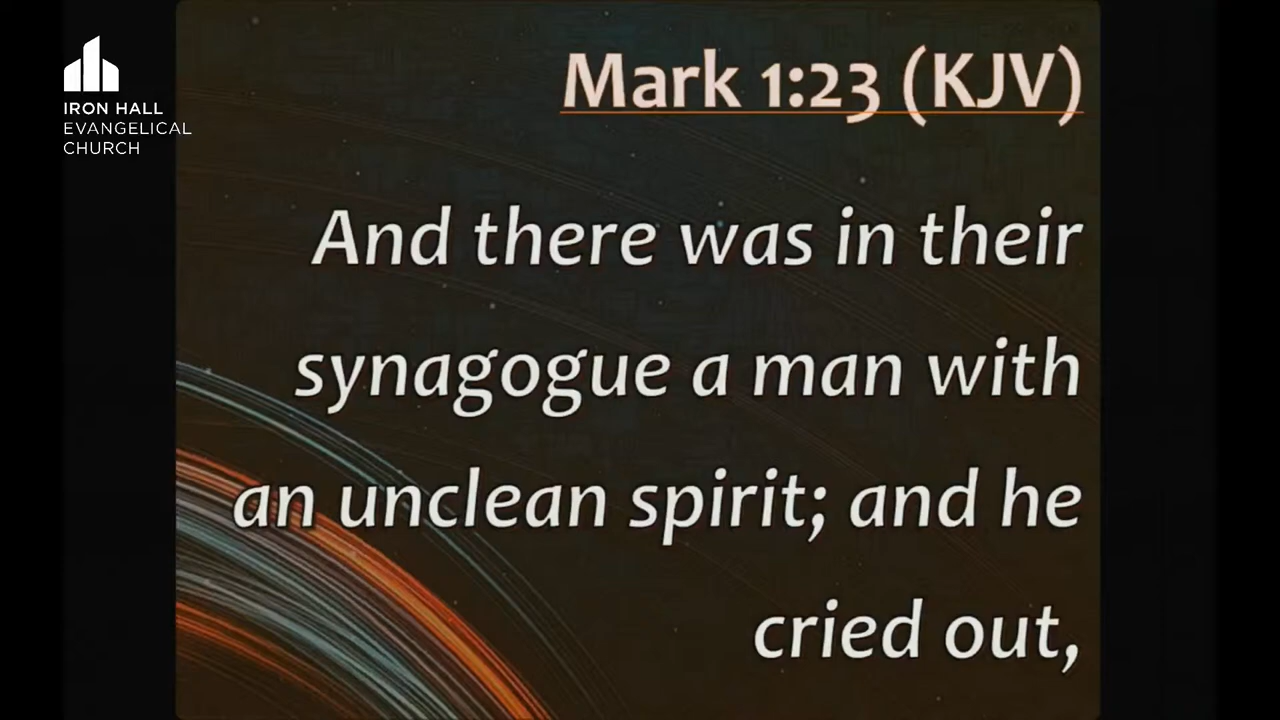 IRON HALL
EVANGELICAL
CHURCH
Mark 1:23 (KJV)
And there was in their
synagogue a man with
an unclean spirit; and he
cried out,